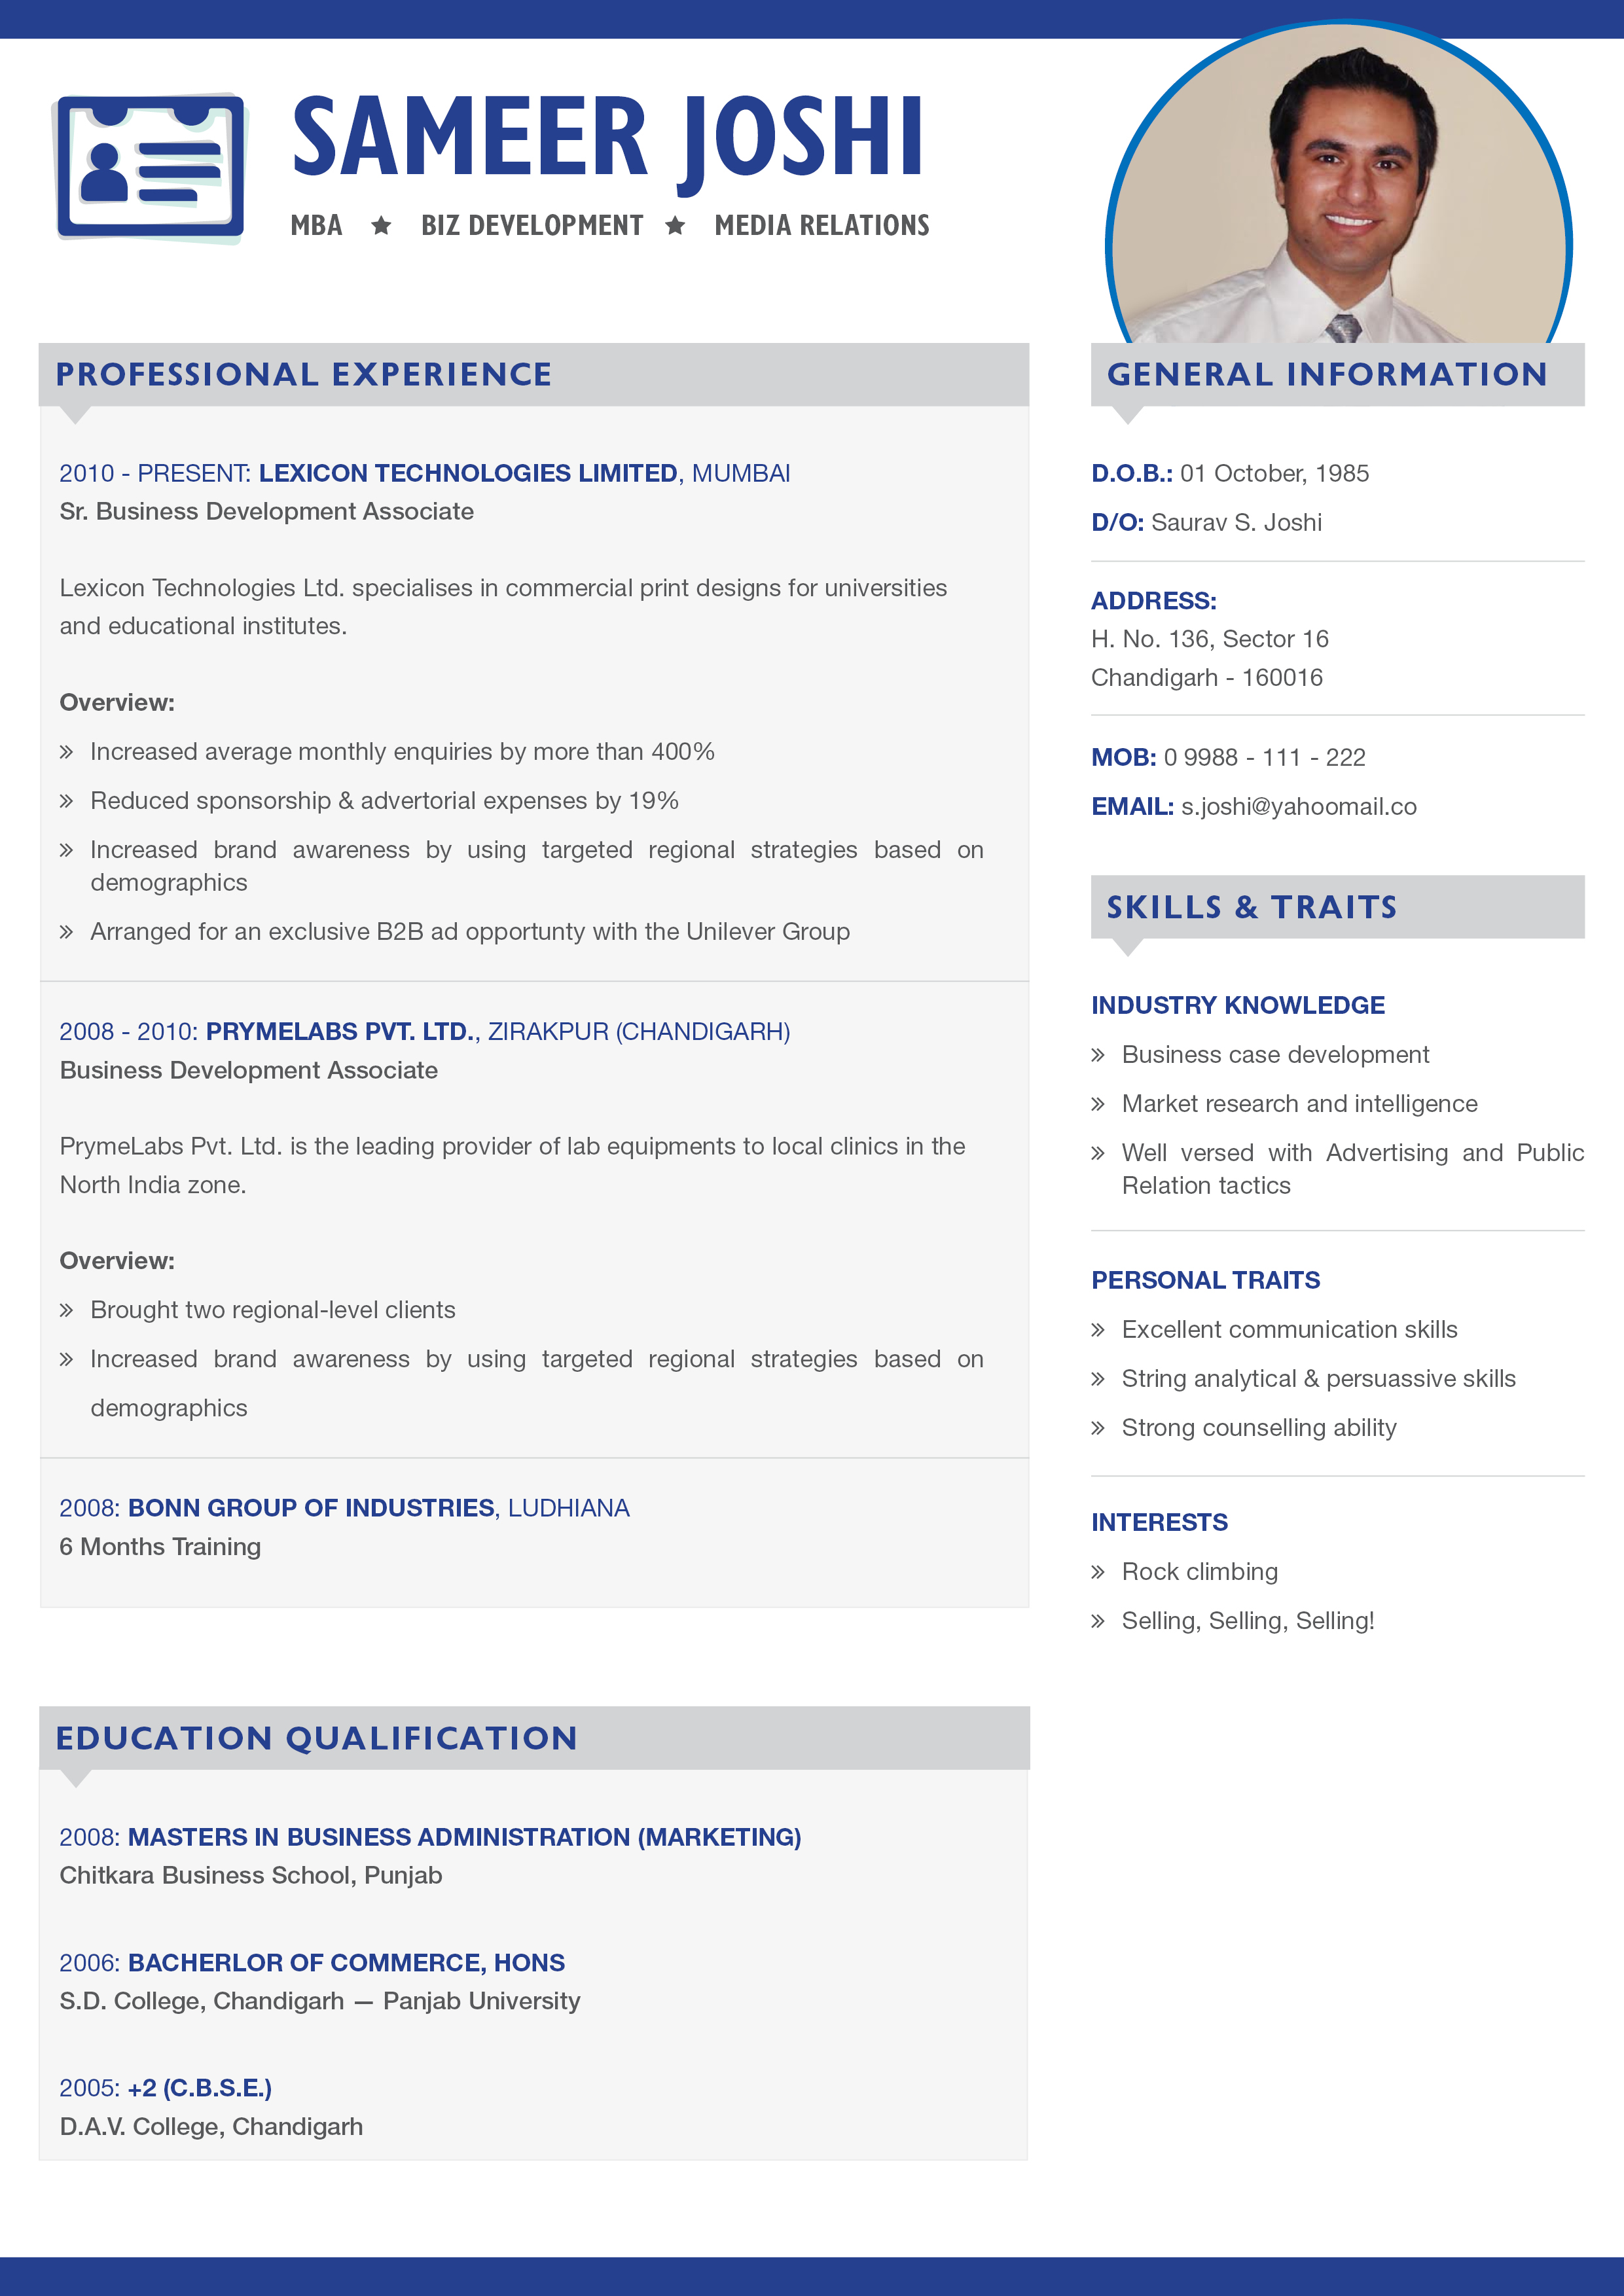 SAMEER JOSHI
MBA ★ BIZ DEVELOPMENT ★ MEDIA RELATIONS
PROFESSIONAL EXPERIENCE
2010 - PRESENT: LEXICON TECHNOLOGIES LIMITED, MUMBAI
Sr. Business Development Associate
Lexicon Technologies Ltd. specialises in commercial print designs for universities
and educational institutes.
Overview:
» Increased average monthly enquiries by more than 400%
» Reduced sponsorship & advertorial expenses by 19%
» Increased brand awareness by using targeted regional strategies based on
demographics
» Arranged for an exclusive B2B ad opportunty with the Unilever Group
2008 - 2010: PRYMELABS PVT. LTD., ZIRAKPUR (CHANDIGARH)
Business Development Associate
PrymeLabs Pvt. Ltd. is the leading provider of lab equipments to local clinics in the
North India zone.
Overview:
» Brought two regional-level clients
» Increased brand awareness by using targeted regional strategies based on
demographics
2008: BONN GROUP OF INDUSTRIES, LUDHIANA
6 Months Training
EDUCATION QUALIFICATION
2008: MASTERS IN BUSINESS ADMINISTRATION (MARKETING)
Chitkara Business School, Punjab
2006: BACHERLOR OF COMMERCE, HONS
S.D. College, Chandigarh — Panjab University
2005: +2 (C.B.S.E.)
D.A.V. College, Chandigarh
GENERAL INFORMATION
D.O.B.: 01 October, 1985
D/O: Saurav S. Joshi
ADDRESS:
H. No. 136, Sector 16
Chandigarh - 160016
MOB: 0 9988 - 111 - 222
EMAIL: s.joshi@yahoomail.co
SKILLS & TRAITS
INDUSTRY KNOWLEDGE
» Business case development
» Market research and intelligence
» Well versed with Advertising and Public
Relation tactics
PERSONAL TRAITS
» Excellent communication skills
» String analytical & persuassive skills
» Strong counselling ability
INTERESTS
» Rock climbing
» Selling, Selling, Selling!